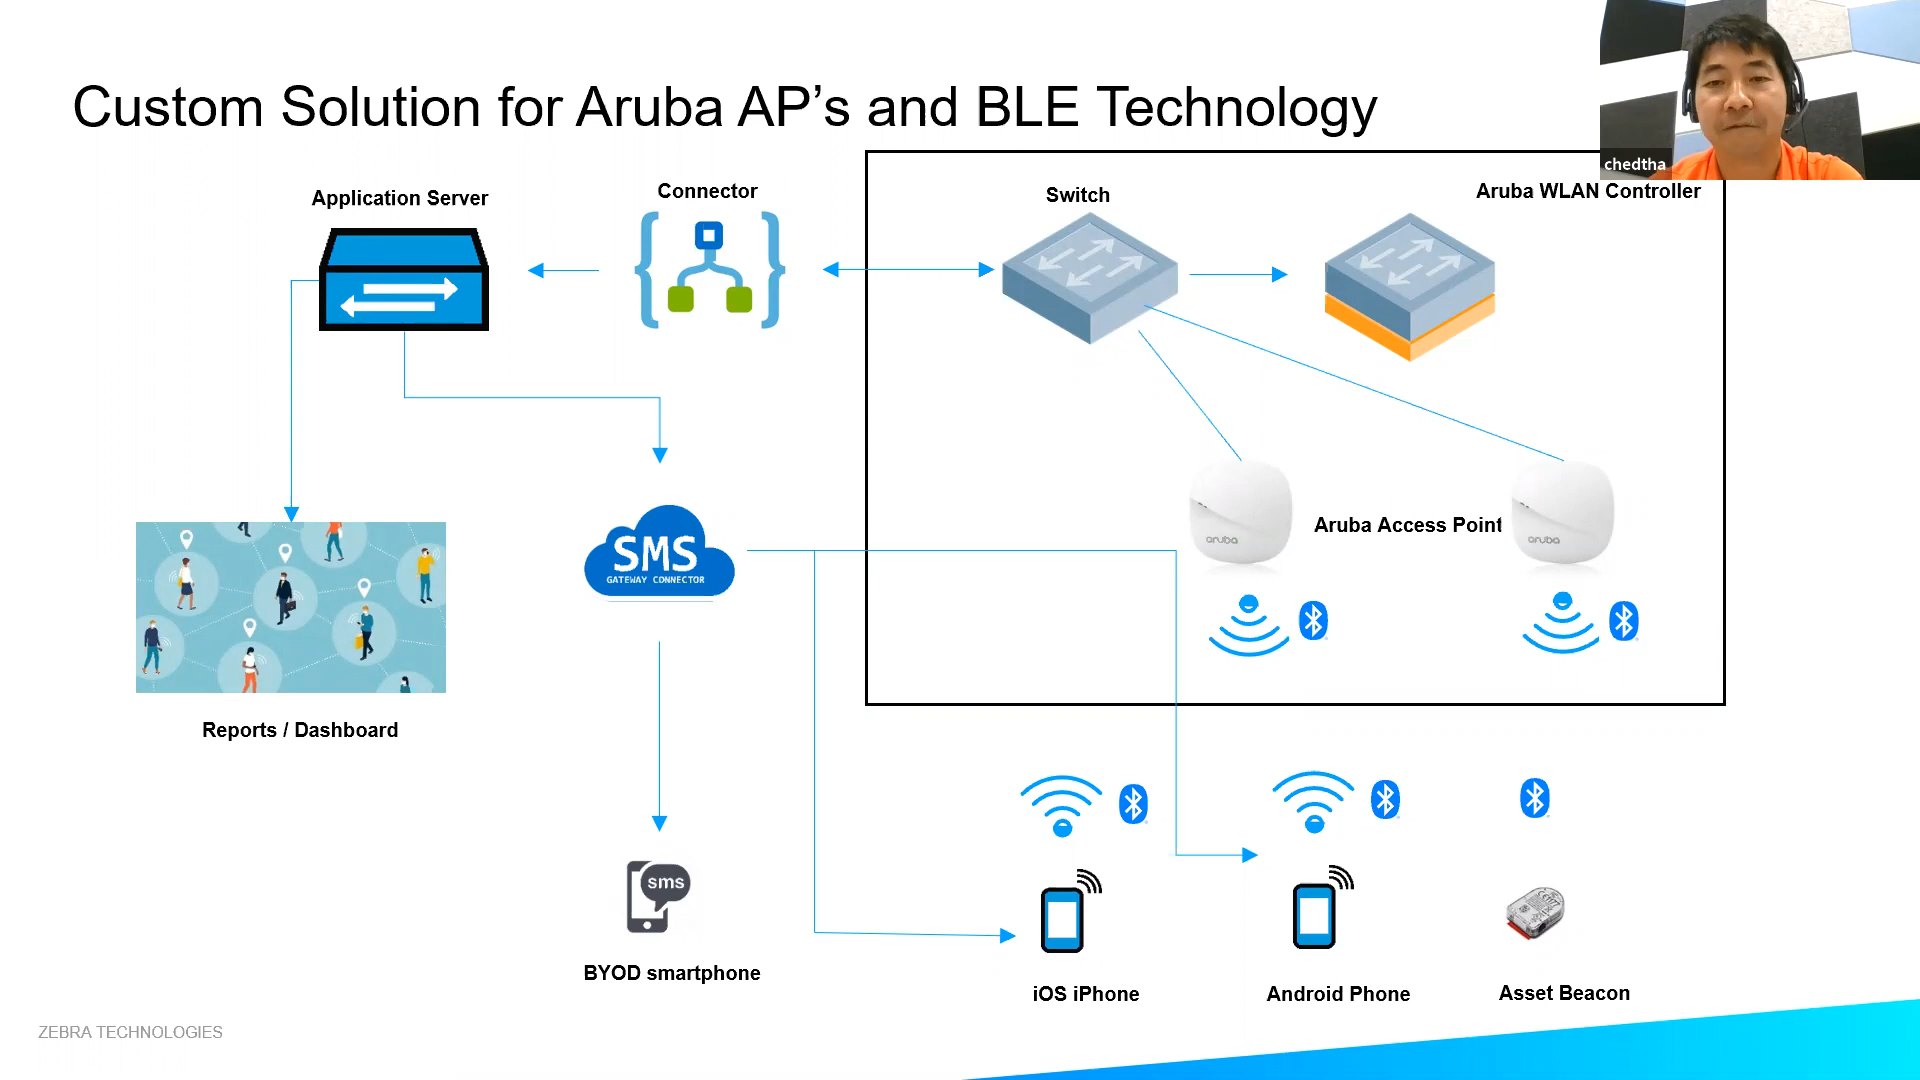 Custom Solution for Aruba AP’s and BLE Technology
chedtha
Application Server
Connector
Switch
Aruba WLAN Controller
SMS
GATEWAY CONNECTOR
aruba
Aruba Access Point
aruba
Reports / Dashboard
sms
BYOD smartphone
iOS iPhone
Android Phone
Asset Beacon
ZEBRA TECHNOLOGIES